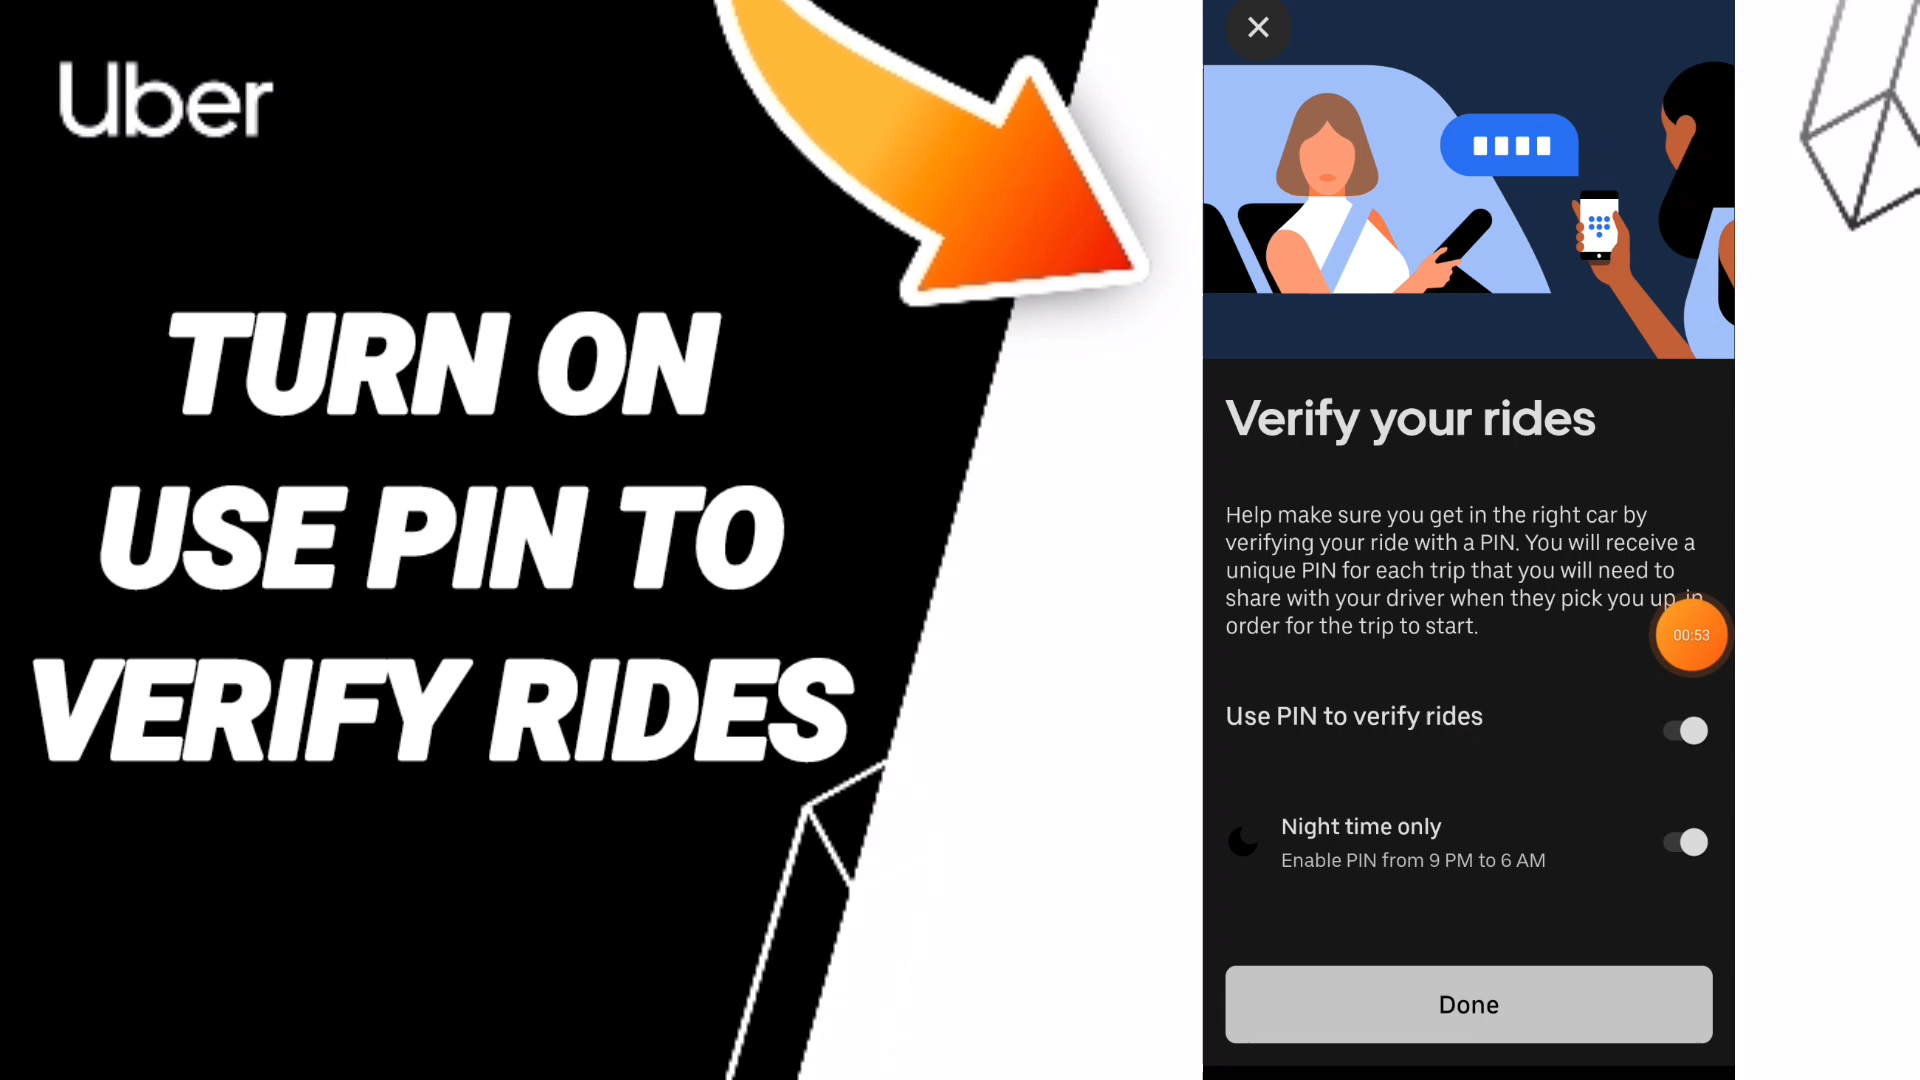 Uber
TURN ON
USE PIN TO
VERIFY RIDES
Verify your rides
Help make sure you get in the right car by
verifying your ride with a PIN. You will receive a
unique PIN for each trip that you will need to
share with your driver when they pick you up, in
order for the trip to start.
00:53
Use PIN to verify rides
Night time only
Enable PIN from 9 PM to 6 AM
Done